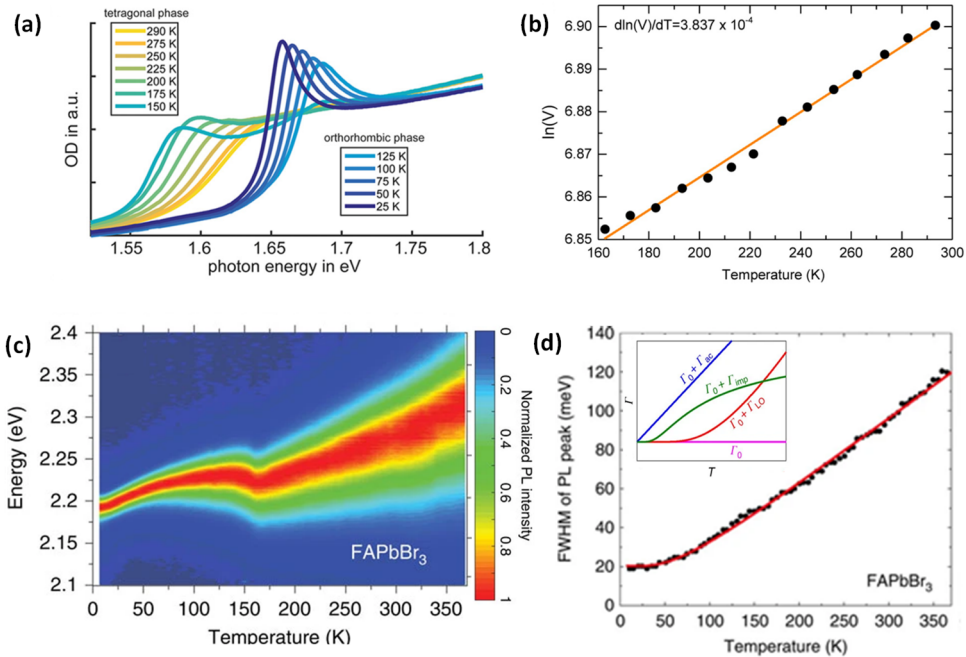 (a)
tetragonal phase
290 K
275 K
250 K
225 K
200 K
175 K
150 K
orthorhombic phase
125 K
100 K
75 K
50 K
25 K
OD in a.u.
1.55 1.6 1.65 1.7 1.75 1.8
photon energy in eV
(b)
dln(V)/dT=3.837 x 10⁻⁴
ln(V)
6.90
6.89
6.88
6.87
6.86
6.85
160 180 200 220 240 260 280 300
Temperature (K)
(c)
Energy (eV)
2.4
2.35
2.3
2.25
2.2
2.15
2.1
FAPbBr₃
0 50 100 150 200 250 300 350
Temperature (K)
Normalized PL intensity
0
0.2
0.4
0.6
0.8
1
(d)
FWHM of PL peak (meV)
140
120
100
80
60
40
20
0
Γ
Γ₀ + Γac
Γ₀ + Γimp
Γ₀ + ΓLO
Γ₀
T
FAPbBr₃
0 50 100 150 200 250 300 350
Temperature (K)